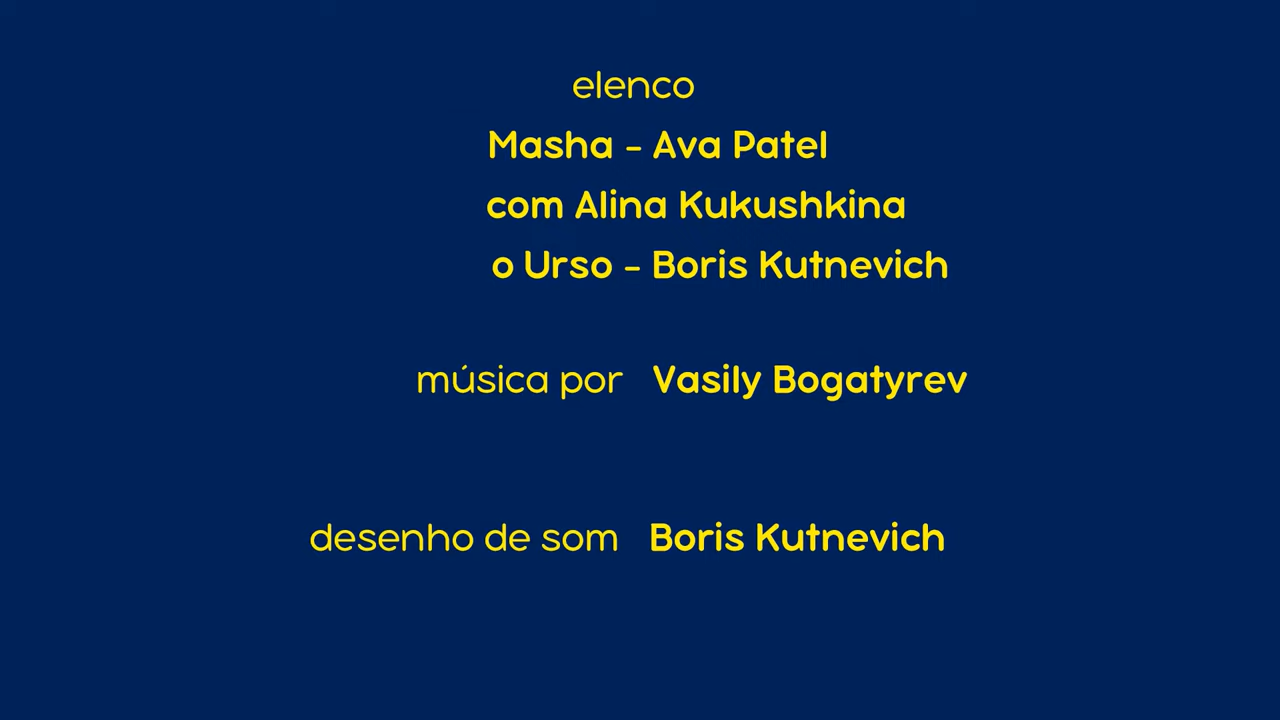 elenco
Masha - Ava Patel
com Alina Kukushkina
o Urso - Boris Kutnevich
música por Vasily Bogatyrev
desenho de som Boris Kutnevich